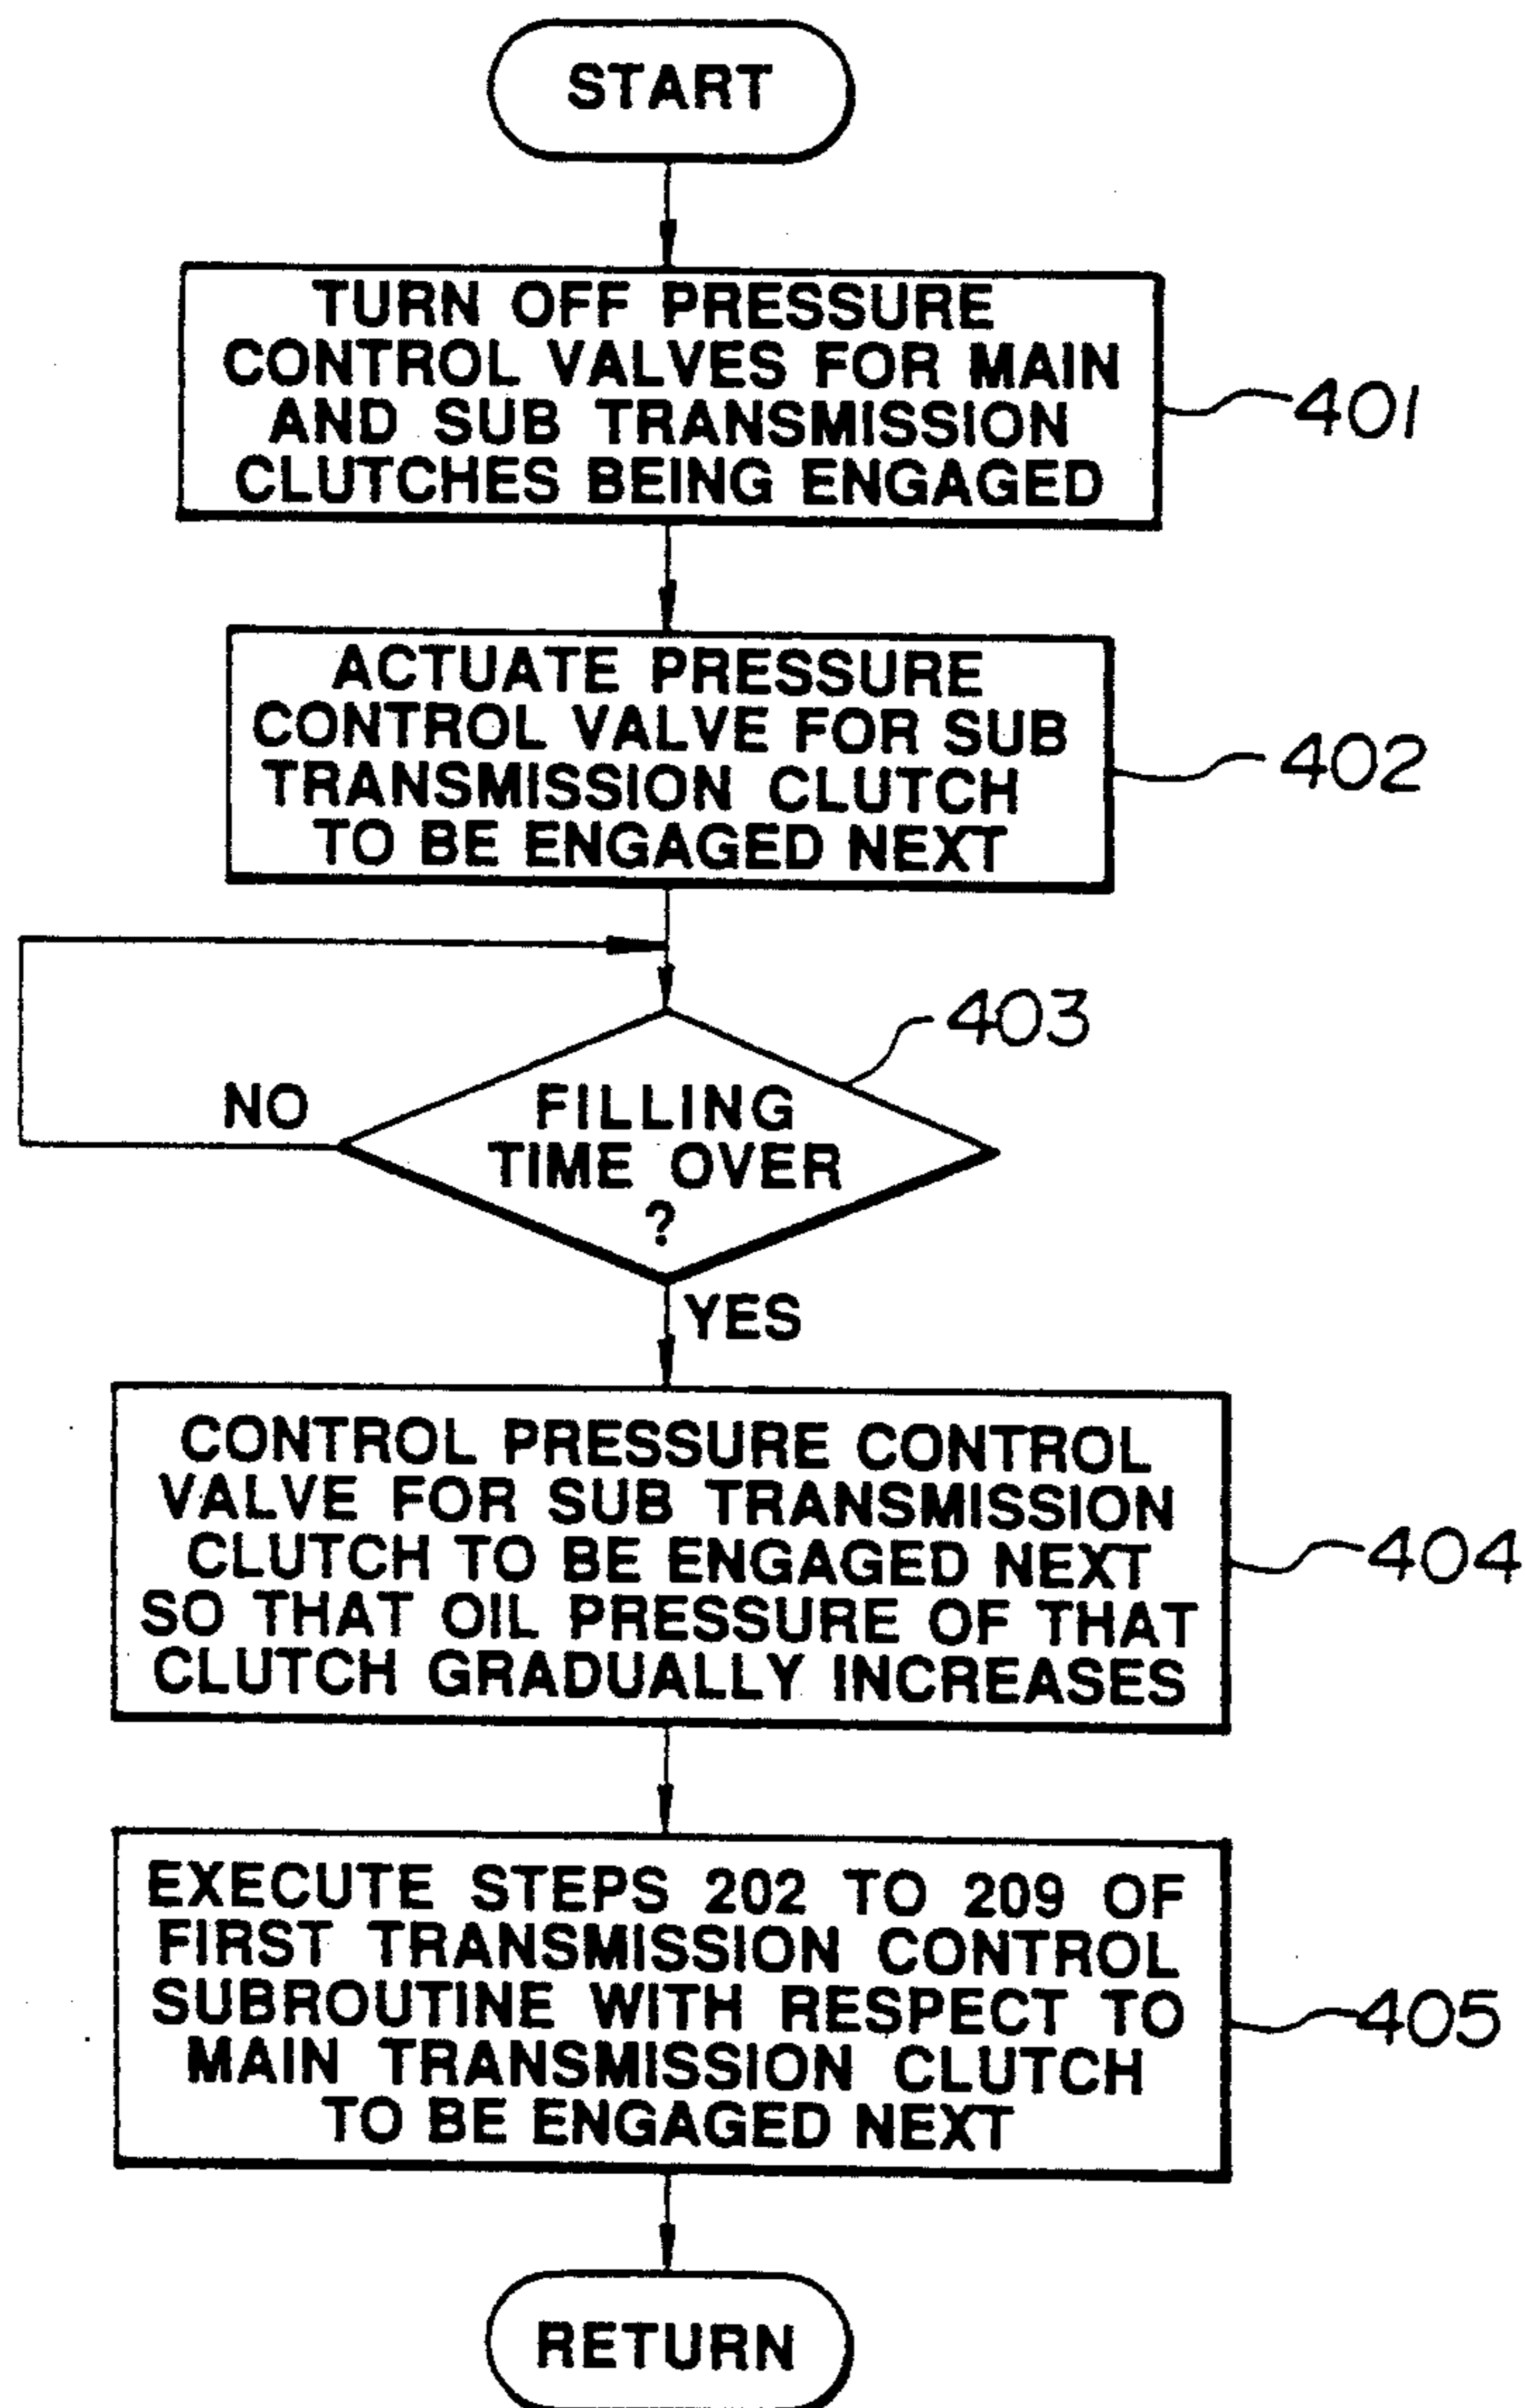 START
TURN OFF PRESSURE
CONTROL VALVES FOR MAIN
AND SUB TRANSMISSION
CLUTCHES BEING ENGAGED
401
ACTUATE PRESSURE
CONTROL VALVE FOR SUB
TRANSMISSION CLUTCH
TO BE ENGAGED NEXT
402
403
NO
FILLING
TIME OVER
?
YES
CONTROL PRESSURE CONTROL
VALVE FOR SUB TRANSMISSION
CLUTCH TO BE ENGAGED NEXT
SO THAT OIL PRESSURE OF THAT
CLUTCH GRADUALLY INCREASES
404
EXECUTE STEPS 202 TO 209 OF
FIRST TRANSMISSION CONTROL
SUBROUTINE WITH RESPECT TO
MAIN TRANSMISSION CLUTCH
TO BE ENGAGED NEXT
405
RETURN